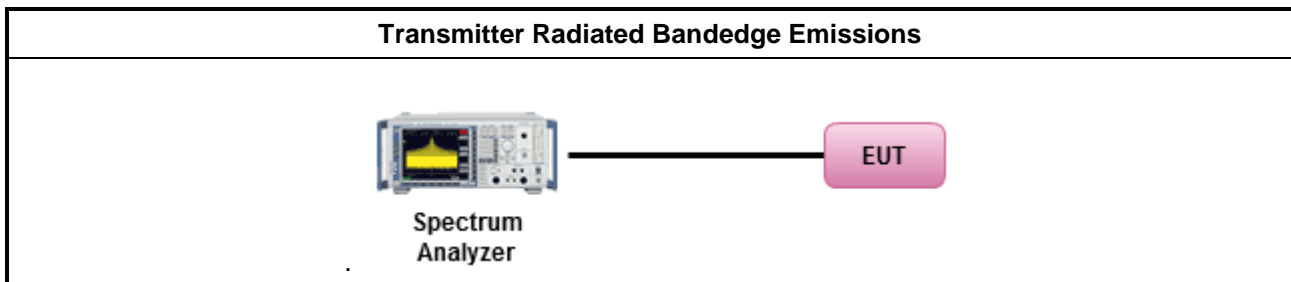 Transmitter Radiated Bandedge Emissions
EUT
Spectrum
Analyzer
.